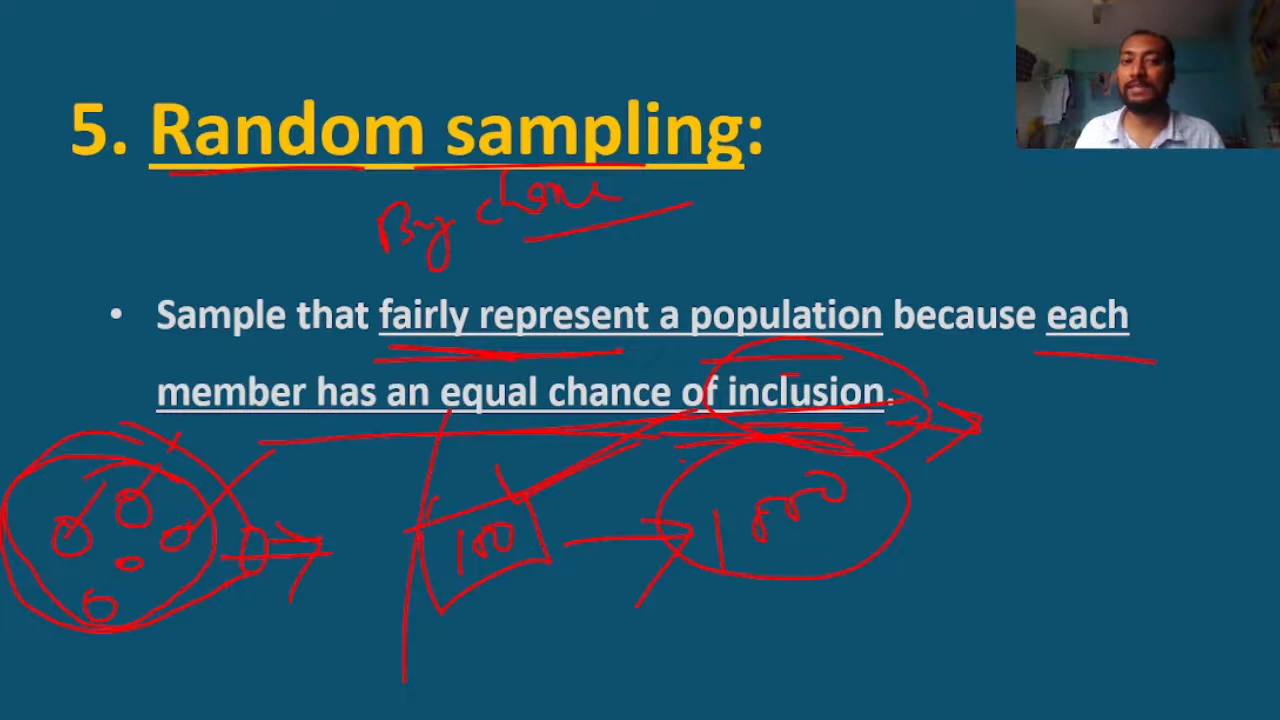 5. Random sampling:
By
• Sample that fairly represent a population because each
member has an equal chance of inclusion.
100